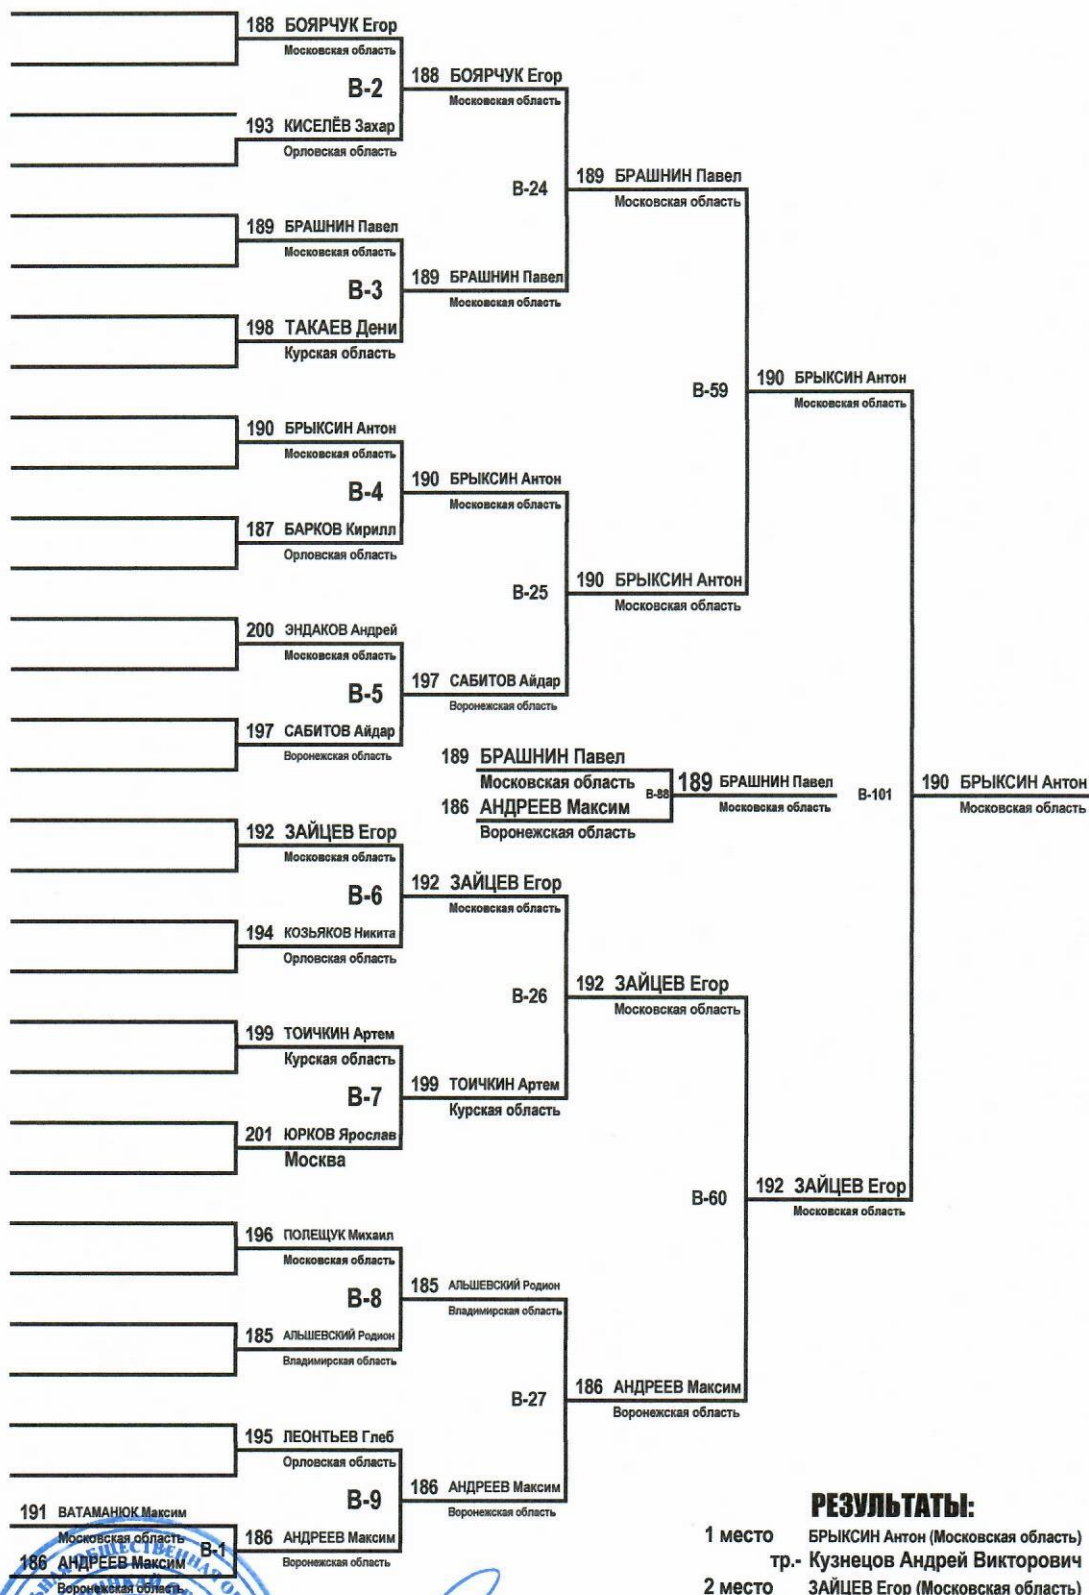 188 БОЯРЧУК Егор
Московская область
В-2
188 БОЯРЧУК Егор
Московская область
193 КИСЕЛЁВ Захар
Орловская область
В-24
189 БРАШНИН Павел
Московская область
189 БРАШНИН Павел
Московская область
В-3
189 БРАШНИН Павел
Московская область
198 ТАКАЕВ Дени
Курская область
В-59
190 БРЫКСИН Антон
Московская область
190 БРЫКСИН Антон
Московская область
В-4
190 БРЫКСИН Антон
Московская область
187 БАРКОВ Кирилл
Орловская область
В-25
190 БРЫКСИН Антон
Московская область
200 ЭНДАКОВ Андрей
Московская область
В-5
197 САБИТОВ Айдар
Воронежская область
197 САБИТОВ Айдар
Воронежская область
189 БРАШНИН Павел
Московская область
В-88
189 БРАШНИН Павел
Московская область
186 АНДРЕЕВ Максим
Воронежская область
В-101
190 БРЫКСИН Антон
Московская область
192 ЗАЙЦЕВ Егор
Московская область
В-6
192 ЗАЙЦЕВ Егор
Московская область
194 КОЗЬЯКОВ Никита
Орловская область
В-26
192 ЗАЙЦЕВ Егор
Московская область
199 ТОИЧКИН Артем
Курская область
В-7
199 ТОИЧКИН Артем
Курская область
201 ЮРКОВ Ярослав
Москва
В-60
192 ЗАЙЦЕВ Егор
Московская область
196 ПОЛЕЩУК Михаил
Московская область
В-8
185 АЛЬШЕВСКИЙ Родион
Владимирская область
185 АЛЬШЕВСКИЙ Родион
Владимирская область
В-27
186 АНДРЕЕВ Максим
Воронежская область
195 ЛЕОНТЬЕВ Глеб
Орловская область
В-9
186 АНДРЕЕВ Максим
Воронежская область
191 ВАТАМАНЮК Максим
Московская область
В-1
186 АНДРЕЕВ Максим
Воронежская область
186 АНДРЕЕВ Максим
Воронежская область
РЕЗУЛЬТАТЫ:
1 место БРЫКСИН Антон (Московская область)
тр.- Кузнецов Андрей Викторович
2 место ЗАЙЦЕВ Егор (Московская область)